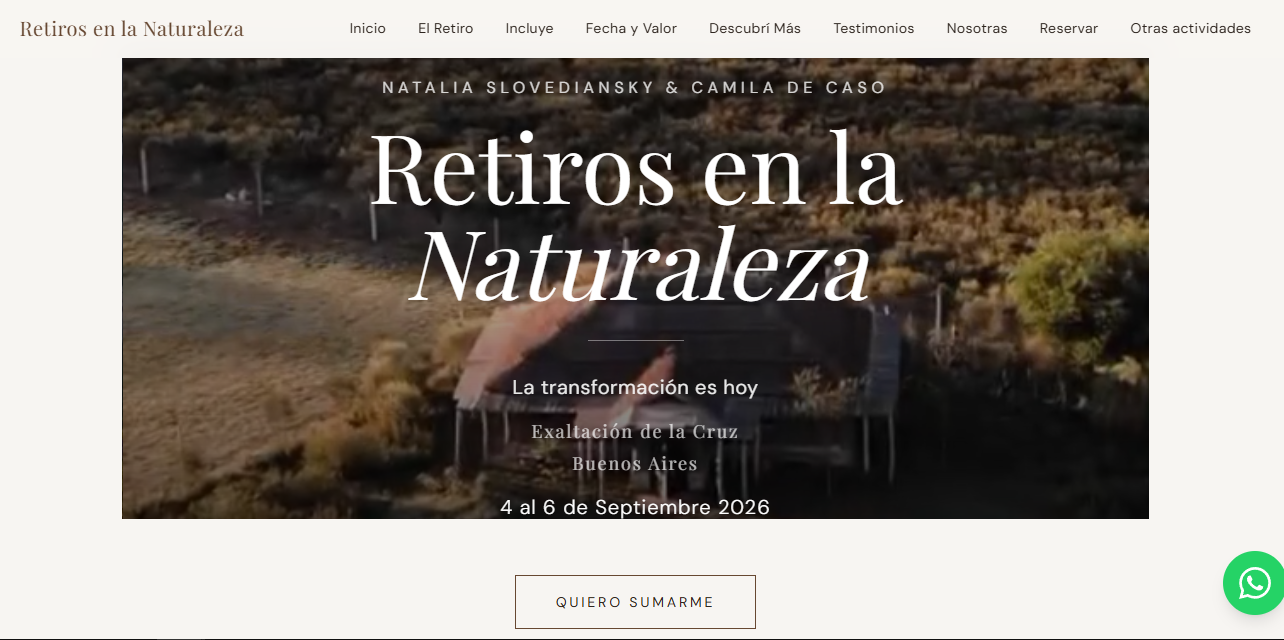 Retiros en la Naturaleza
Inicio El Retiro Incluye Fecha y Valor Descubrí Más Testimonios Nosotras Reservar Otras actividades
NATALIA SLOVEDIANSKY & CAMILA DE CASO
Retiros en la
Naturaleza
La transformación es hoy
Exaltación de la Cruz
Buenos Aires
4 al 6 de Septiembre 2026
QUIERO SUMARME